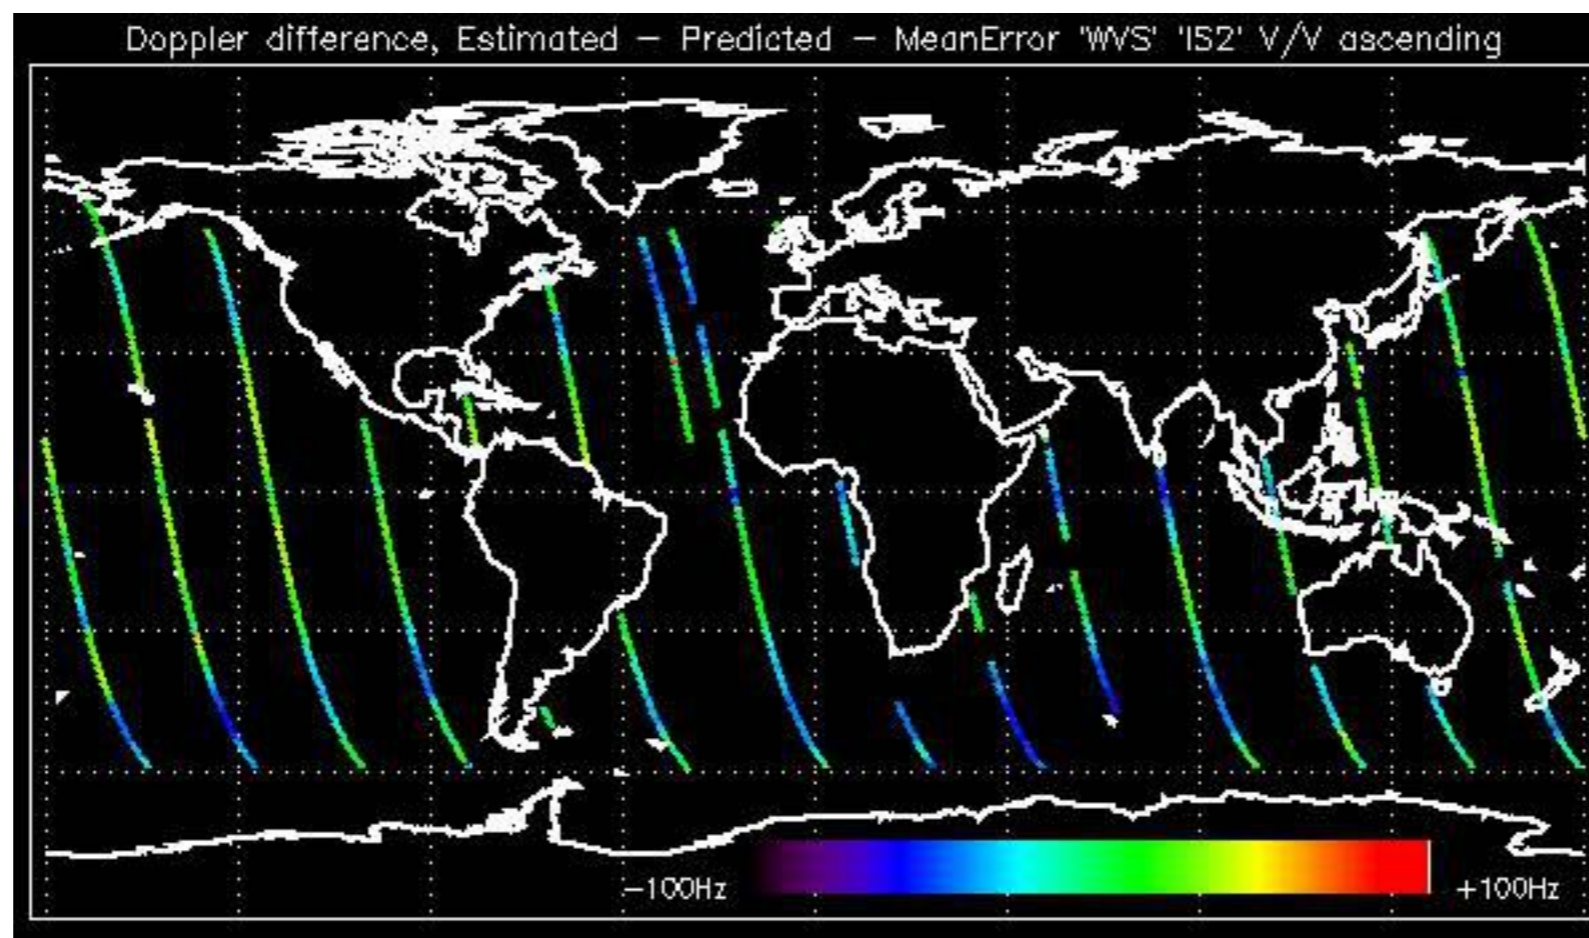 Doppler difference, Estimated — Predicted — MeanError 'WVS' 'IS2' V/V ascending
−100Hz
+100Hz